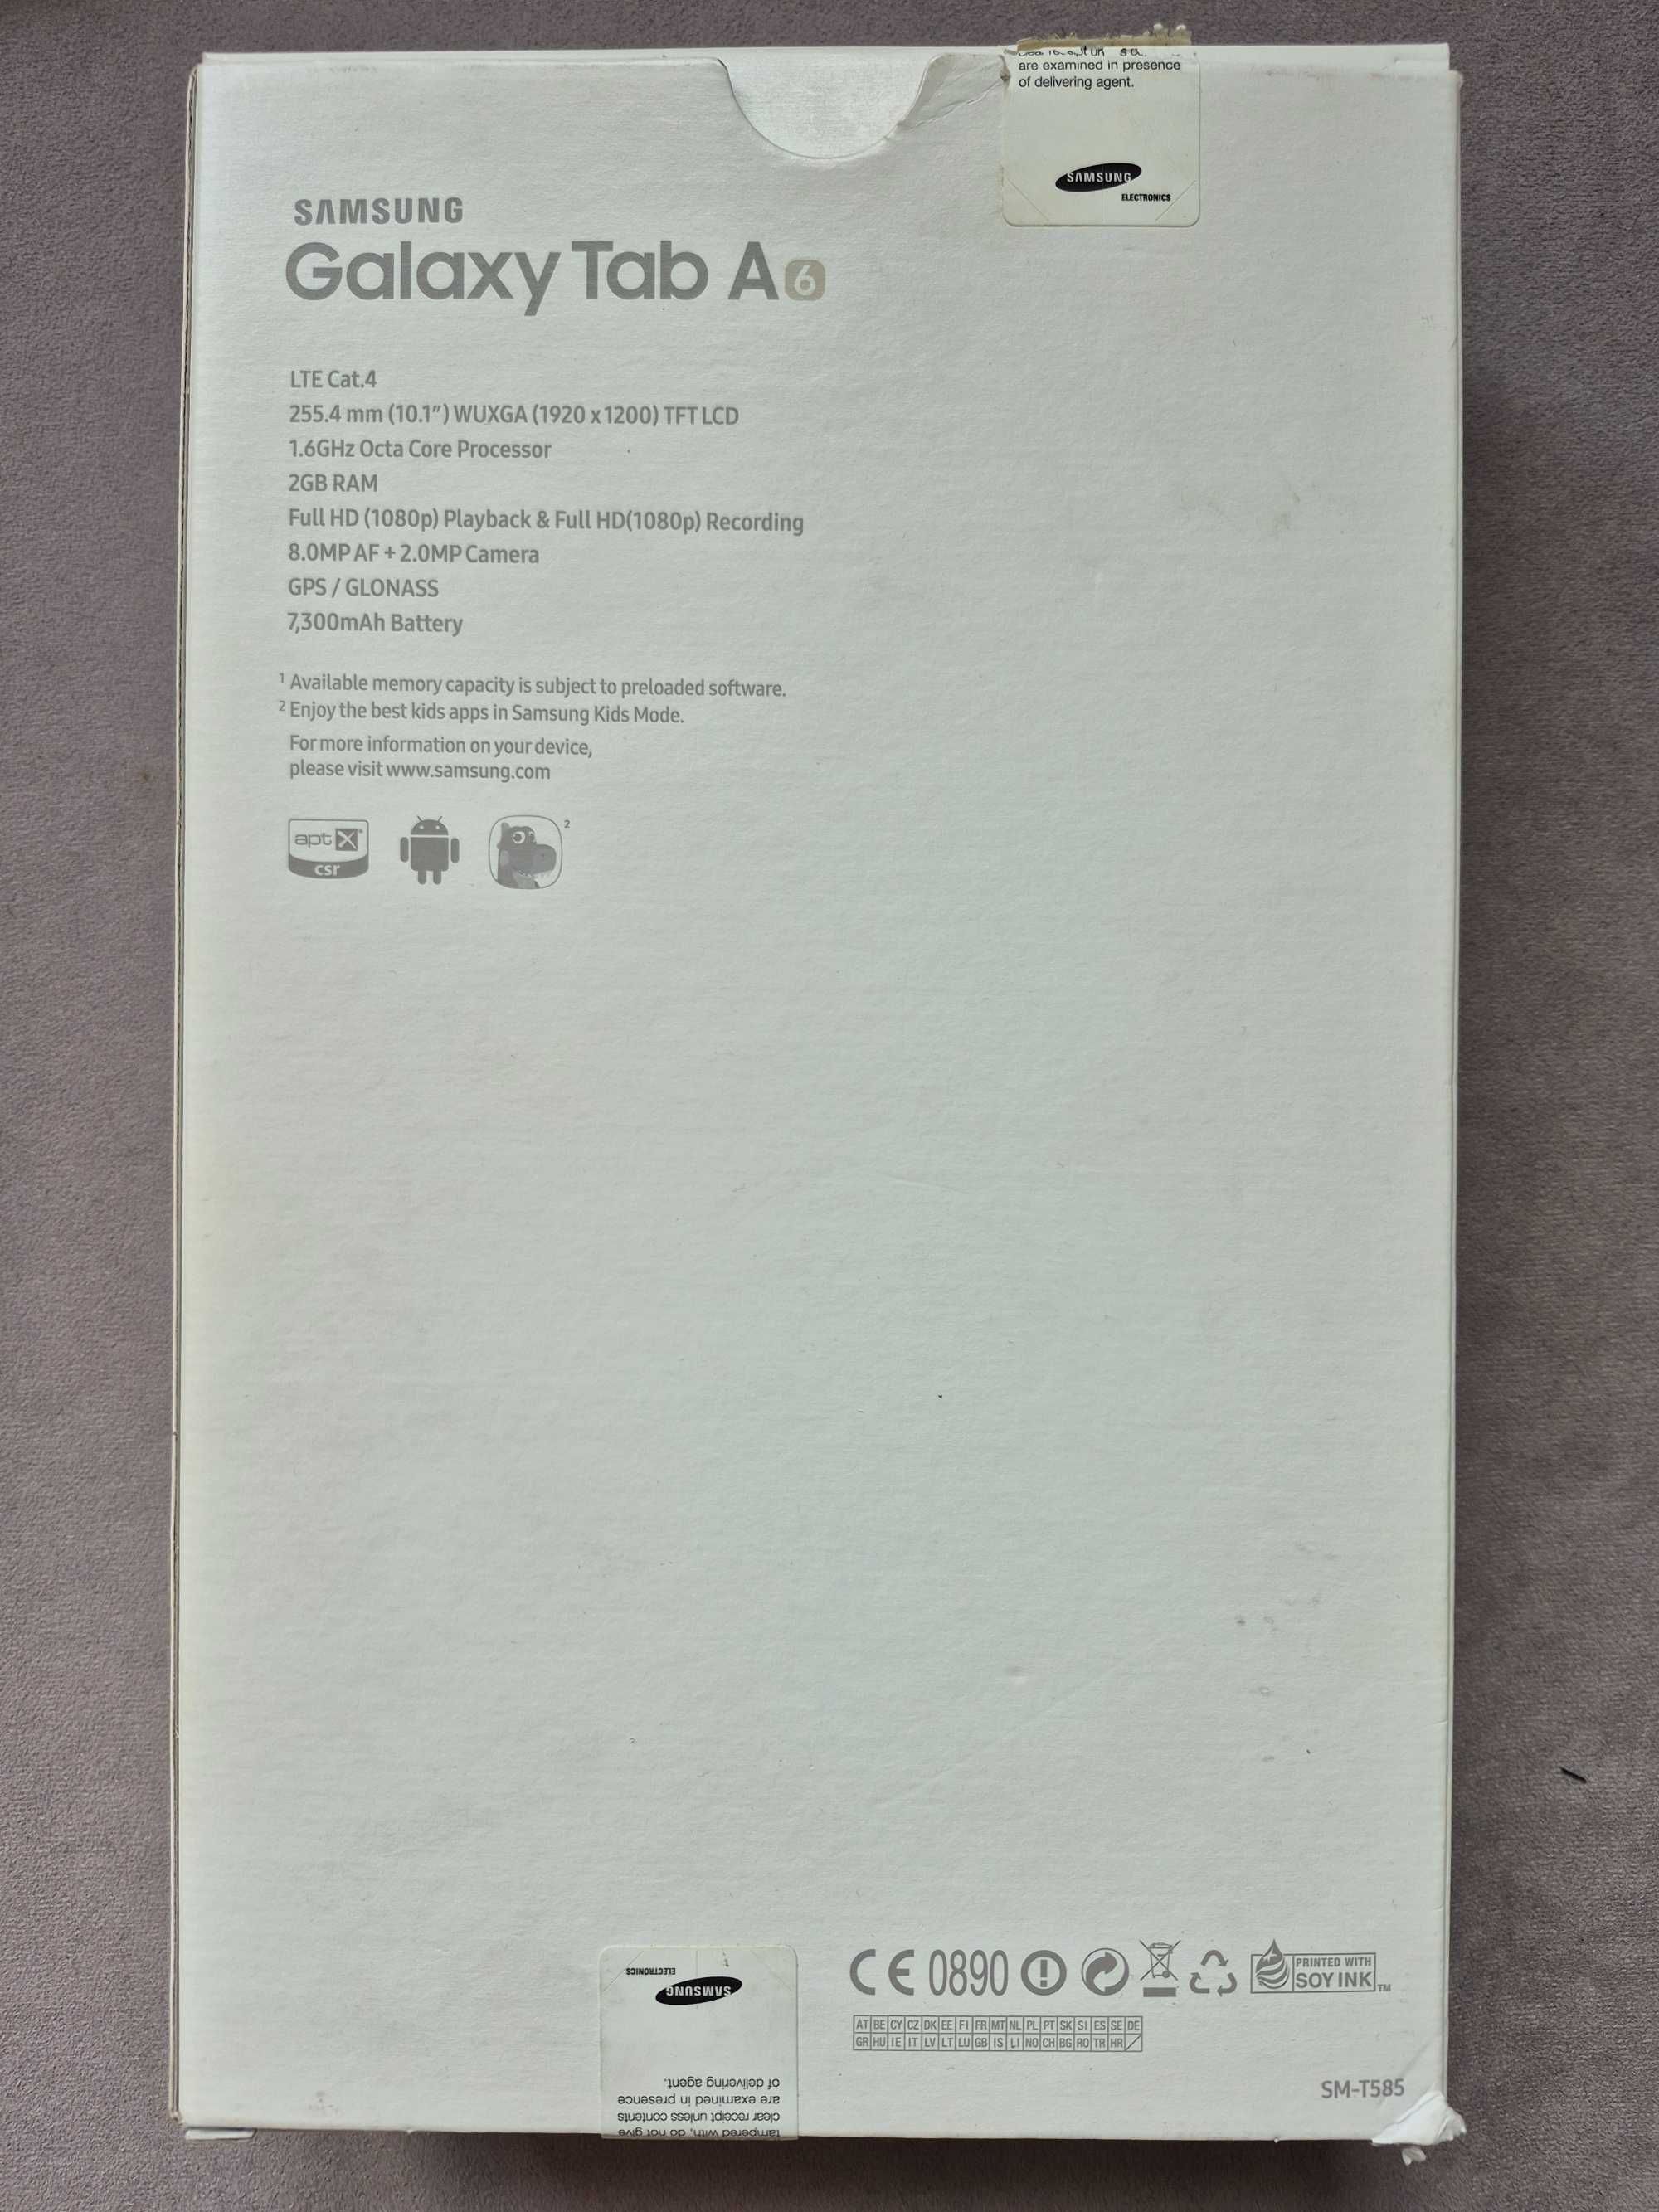 are examined in presence
of delivering agent.
SAMSUNG
ELECTRONICS
SAMSUNG
Galaxy Tab A 6
LTE Cat.4
255.4 mm (10.1”) WUXGA (1920 x 1200) TFT LCD
1.6GHz Octa Core Processor
2GB RAM
Full HD (1080p) Playback & Full HD(1080p) Recording
8.0MP AF + 2.0MP Camera
GPS / GLONASS
7,300mAh Battery
¹ Available memory capacity is subject to preloaded software.
² Enjoy the best kids apps in Samsung Kids Mode.
For more information on your device,
please visit www.samsung.com
aptX
csr
2
CE 0890
PRINTED WITH
SOY INK TM
AT BE CY CZ DK EE FI FR MT NL PL PT SK SI ES SE DE
GR HU IE IT LV LT LU GB IS LI NO CH BG RO TR HR
SM-T585
tampered with, do not give
clear receipt unless contents
are examined in presence
of delivering agent.
SAMSUNG
ELECTRONICS